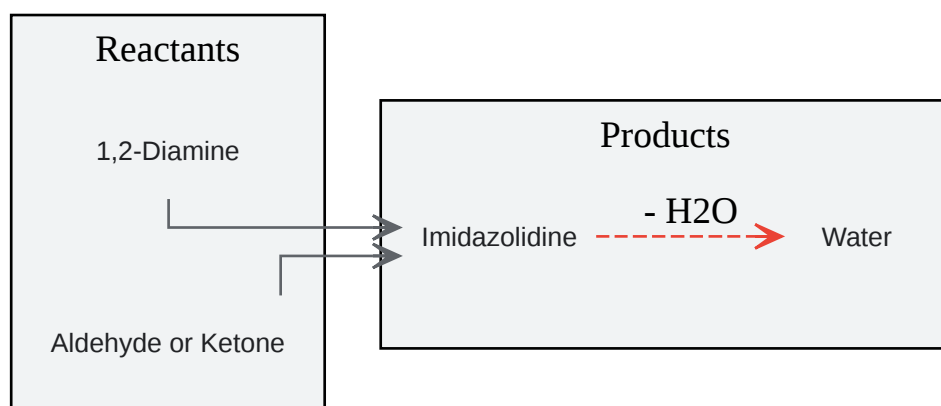 Reactants
1,2-Diamine
Aldehyde or Ketone
Products
- H2O
Imidazolidine
Water